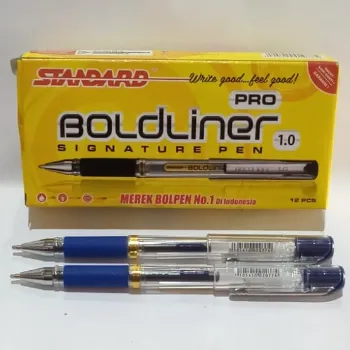 STANDARD
Write good...feel good!
PRO
BOLDLINER
1.0
SIGNATURE PEN
BOLDLINER
MEREK BOLPEN No.1 Di Indonesia
12 PCS